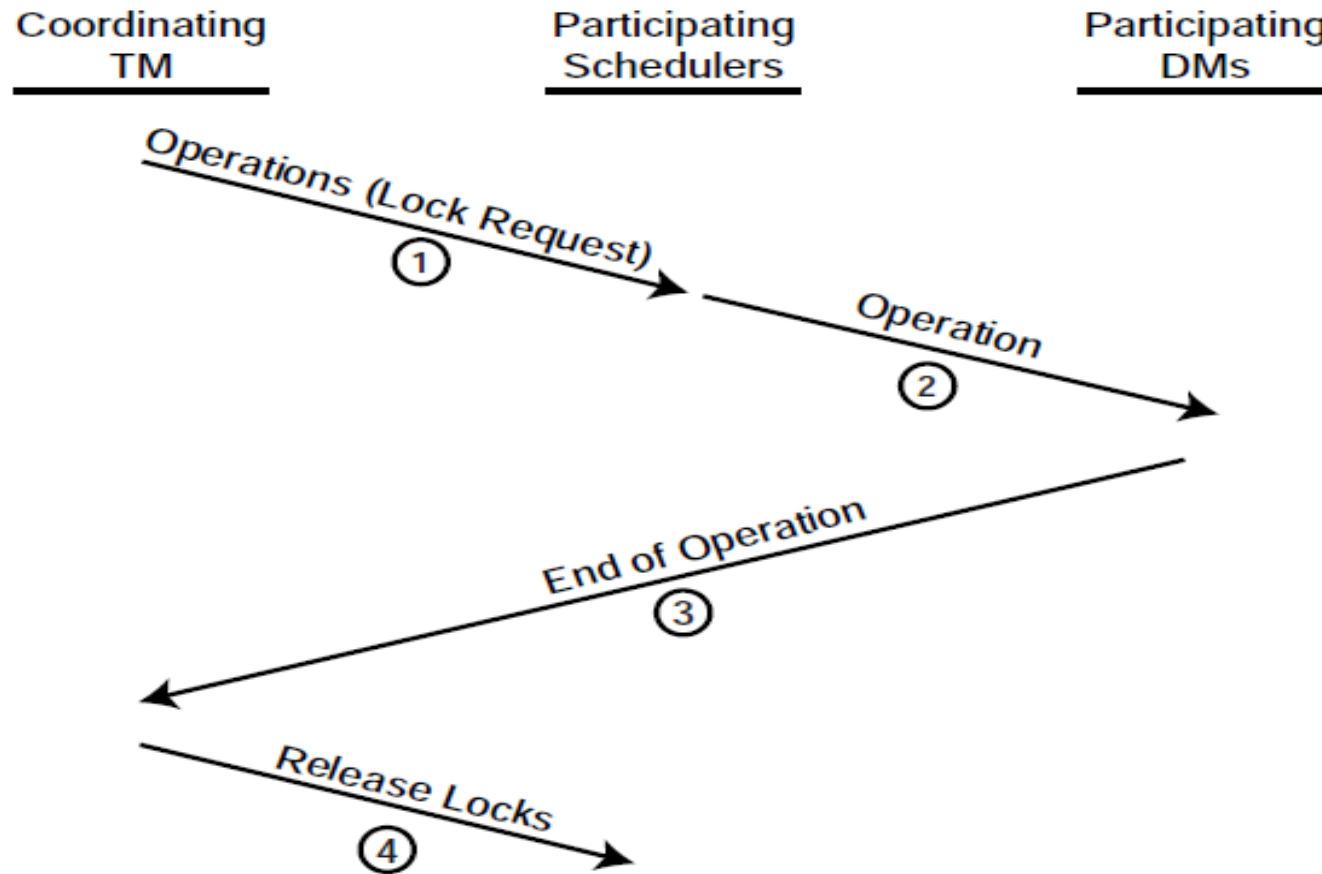 Coordinating
TM
Participating
Schedulers
Participating
DMs
Operations (Lock Request)
1
Operation
2
End of Operation
3
Release Locks
4